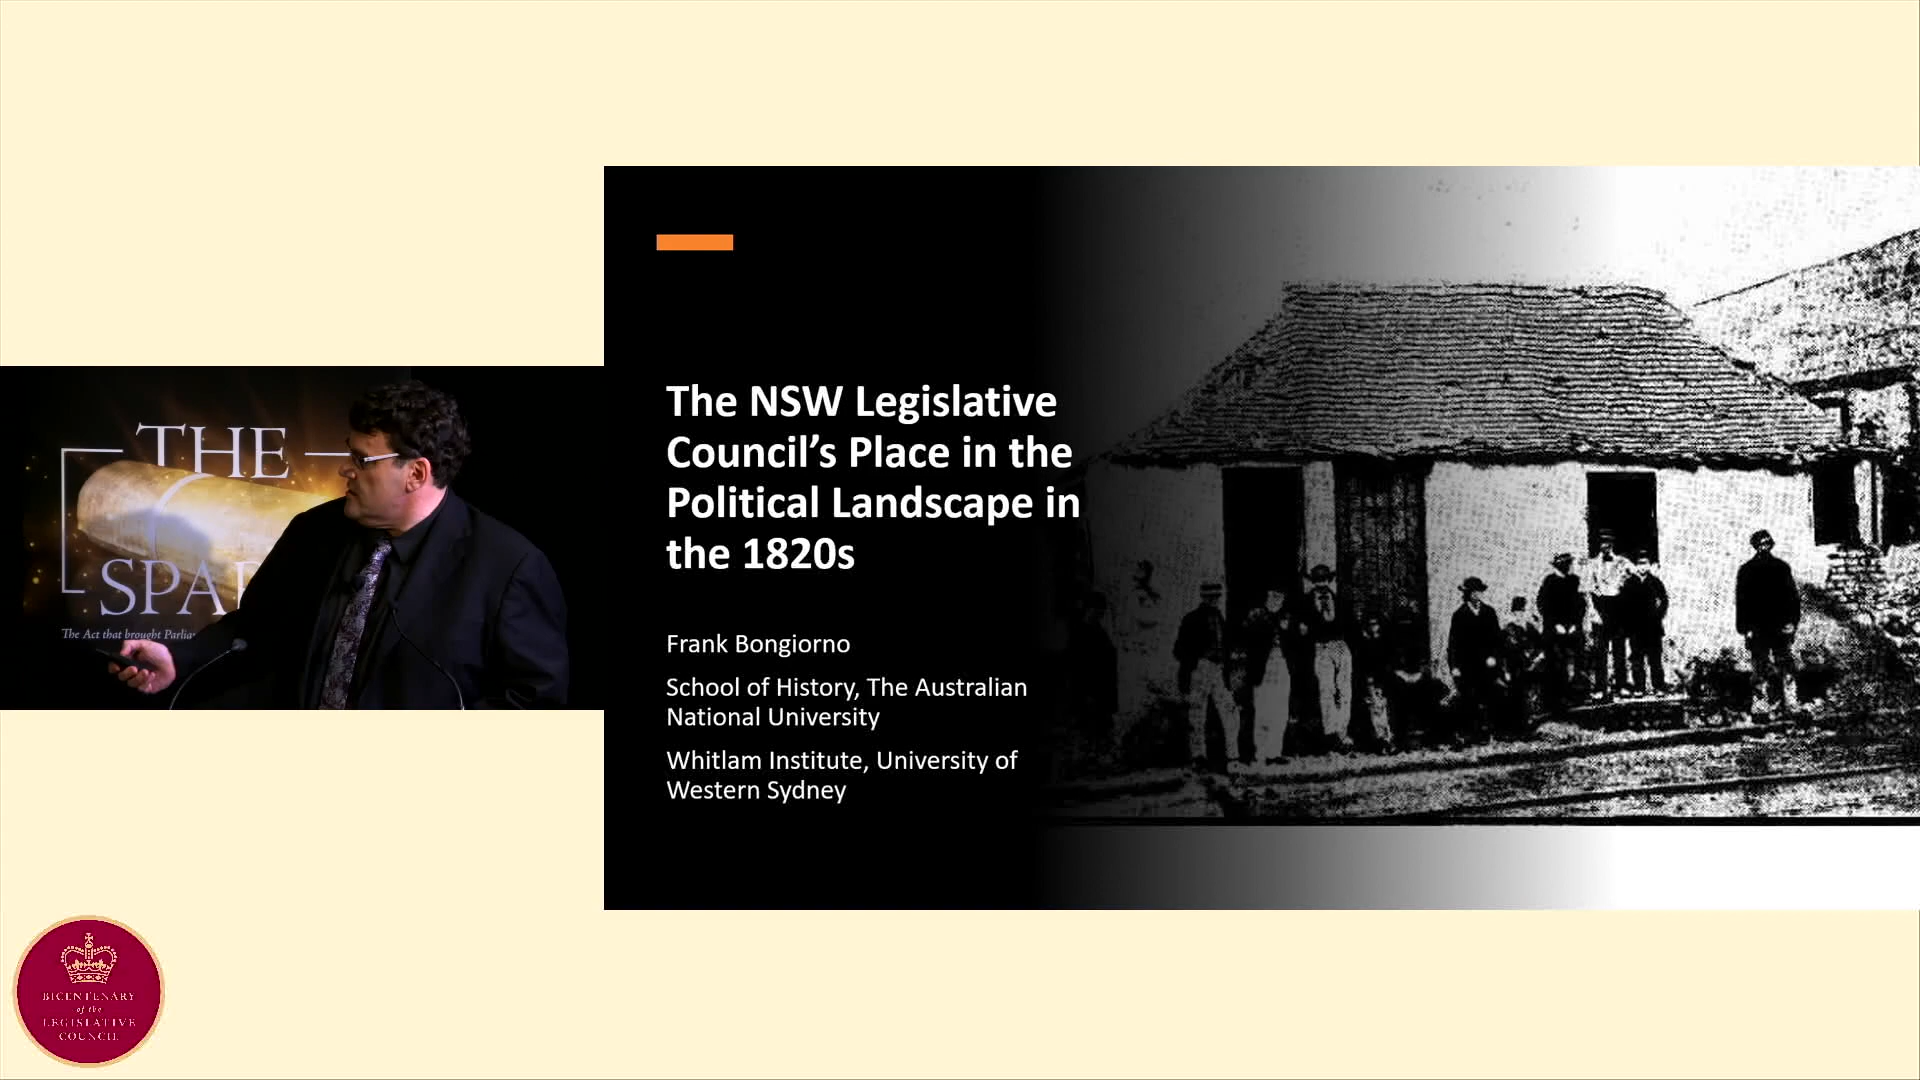 THE
SPAR
The Act that brought Parlia
The NSW Legislative
Council’s Place in the
Political Landscape in
the 1820s
Frank Bongiorno
School of History, The Australian
National University
Whitlam Institute, University of
Western Sydney
BICENTENARY
of the
LEGISLATIVE
COUNCIL